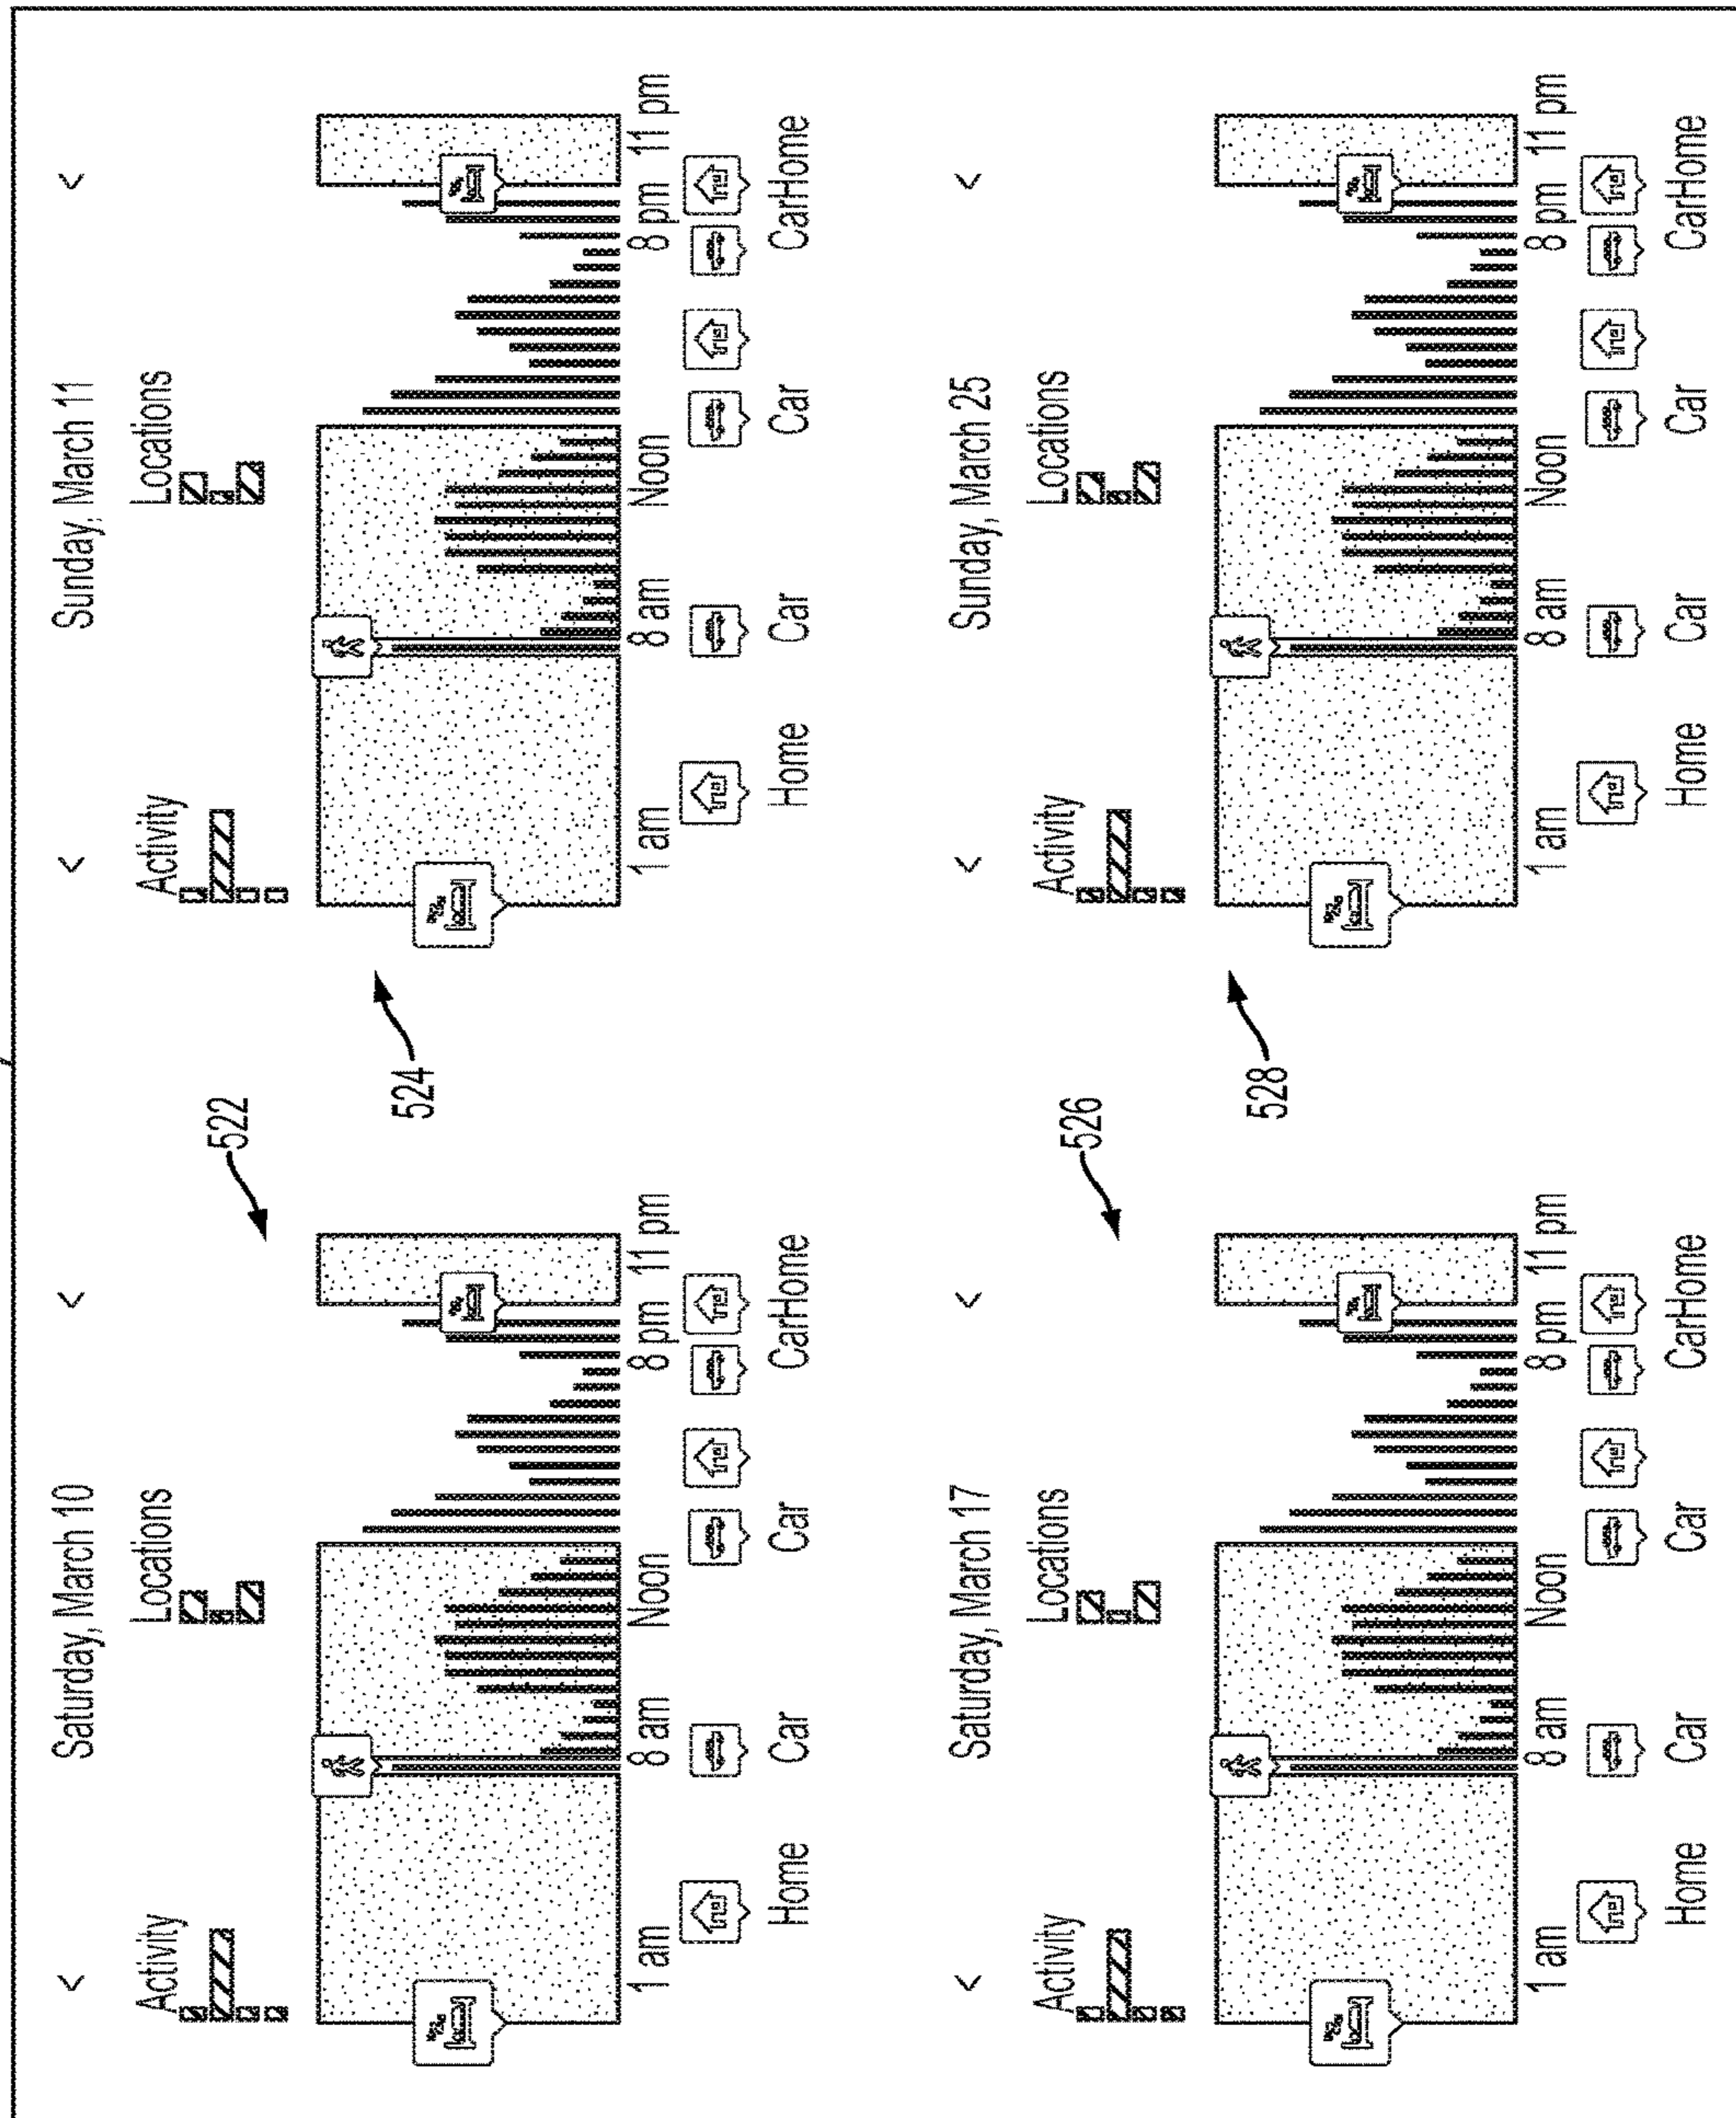 Saturday, March 10
Activity
Locations
522
1 am
8 am
Noon
8 pm
11 pm
Home
Car
Car
CarHome
Sunday, March 11
Activity
Locations
524
1 am
8 am
Noon
8 pm
11 pm
Home
Car
Car
CarHome
Saturday, March 17
Activity
Locations
526
1 am
8 am
Noon
8 pm
11 pm
Home
Car
Car
CarHome
Sunday, March 25
Activity
Locations
528
1 am
8 am
Noon
8 pm
11 pm
Home
Car
Car
CarHome